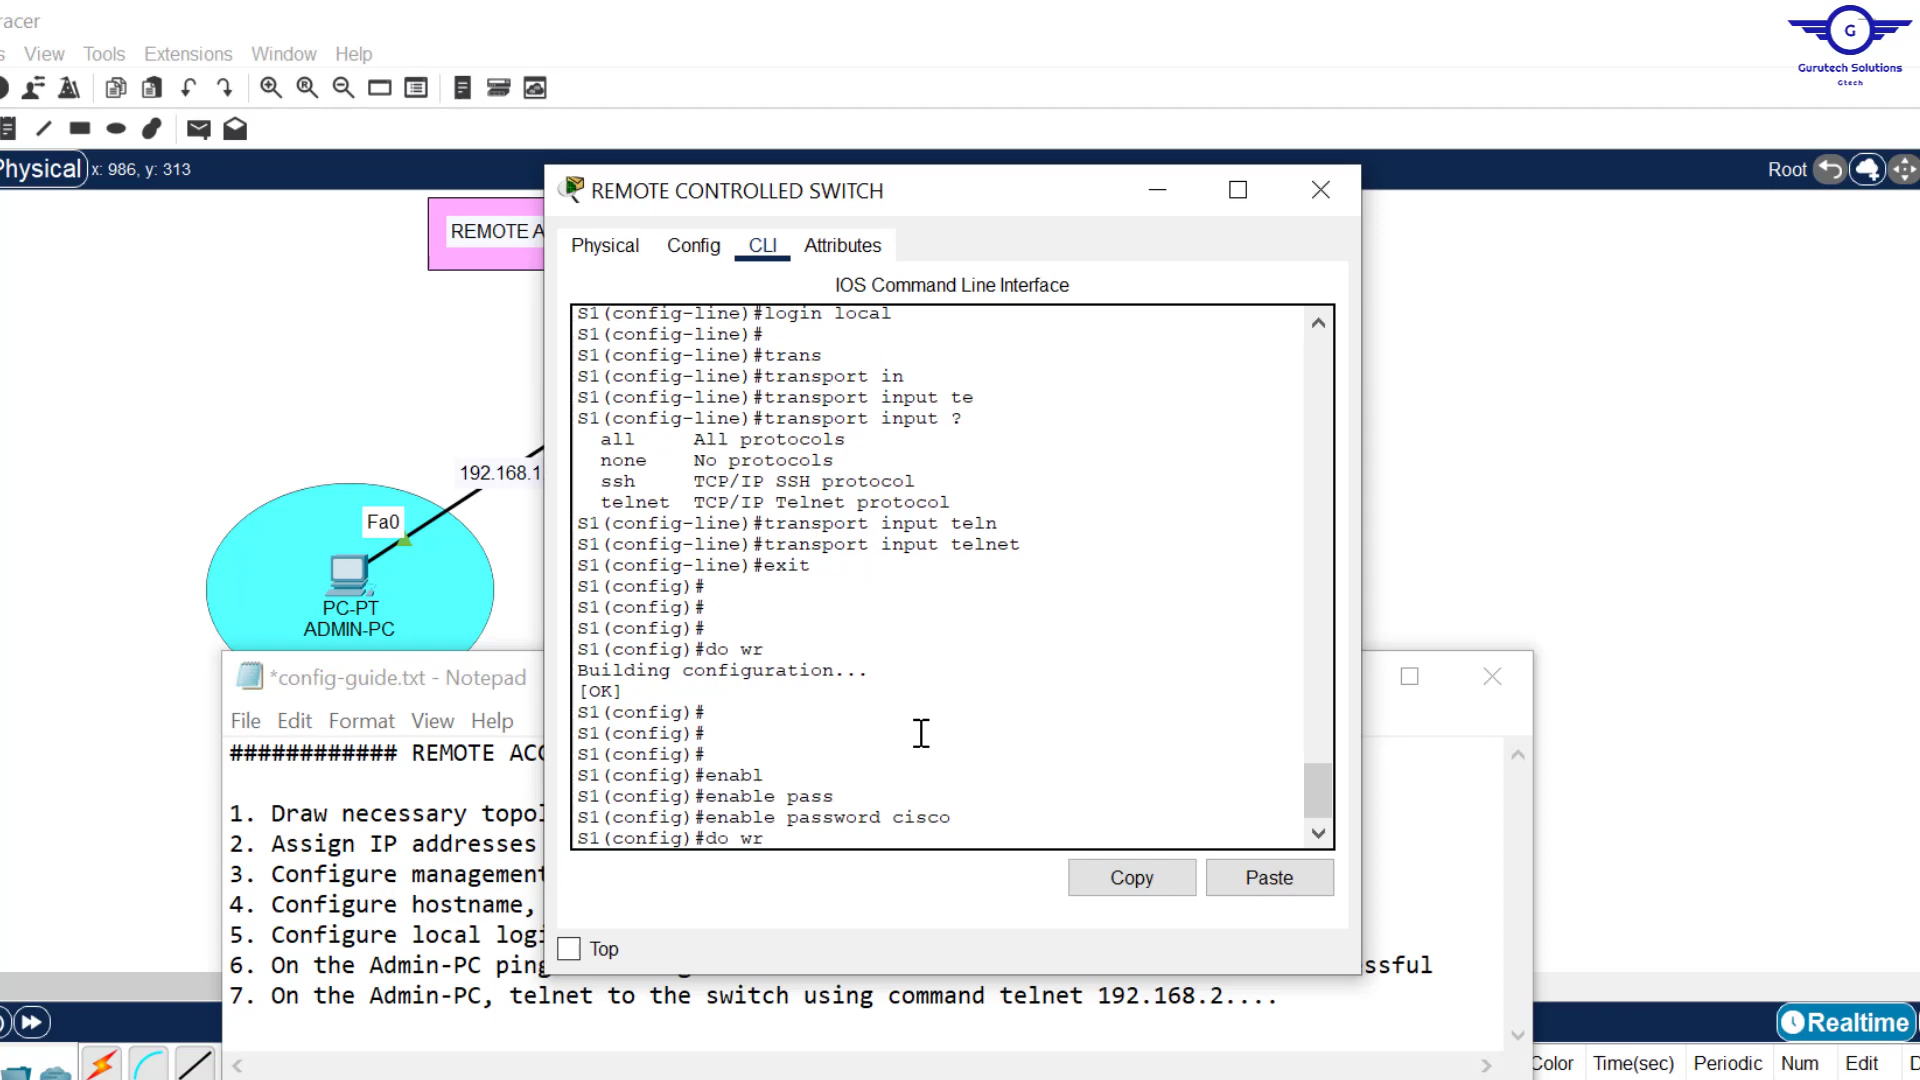 racer
s View Tools Extensions Window Help
G
Gurutech Solutions
Gtech
Physical x: 986, y: 313
Root
REMOTE A
192.168.1
Fa0
PC-PT
ADMIN-PC
REMOTE CONTROLLED SWITCH
Physical Config CLI Attributes
IOS Command Line Interface
S1(config-line)#login local
S1(config-line)#
S1(config-line)#trans
S1(config-line)#transport in
S1(config-line)#transport input te
S1(config-line)#transport input ?
all All protocols
none No protocols
ssh TCP/IP SSH protocol
telnet TCP/IP Telnet protocol
S1(config-line)#transport input teln
S1(config-line)#transport input telnet
S1(config-line)#exit
S1(config)#
S1(config)#
S1(config)#
S1(config)#do wr
Building configuration...
[OK]
S1(config)#
S1(config)#
S1(config)#
S1(config)#enabl
S1(config)#enable pass
S1(config)#enable password cisco
S1(config)#do wr
Copy Paste
Top
*config-guide.txt - Notepad
File Edit Format View Help
############ REMOTE ACC
1. Draw necessary topol
2. Assign IP addresses
3. Configure management
4. Configure hostname,
5. Configure local logi
6. On the Admin-PC ping ssful
7. On the Admin-PC, telnet to the switch using command telnet 192.168.2....
Realtime
Color Time(sec) Periodic Num Edit D